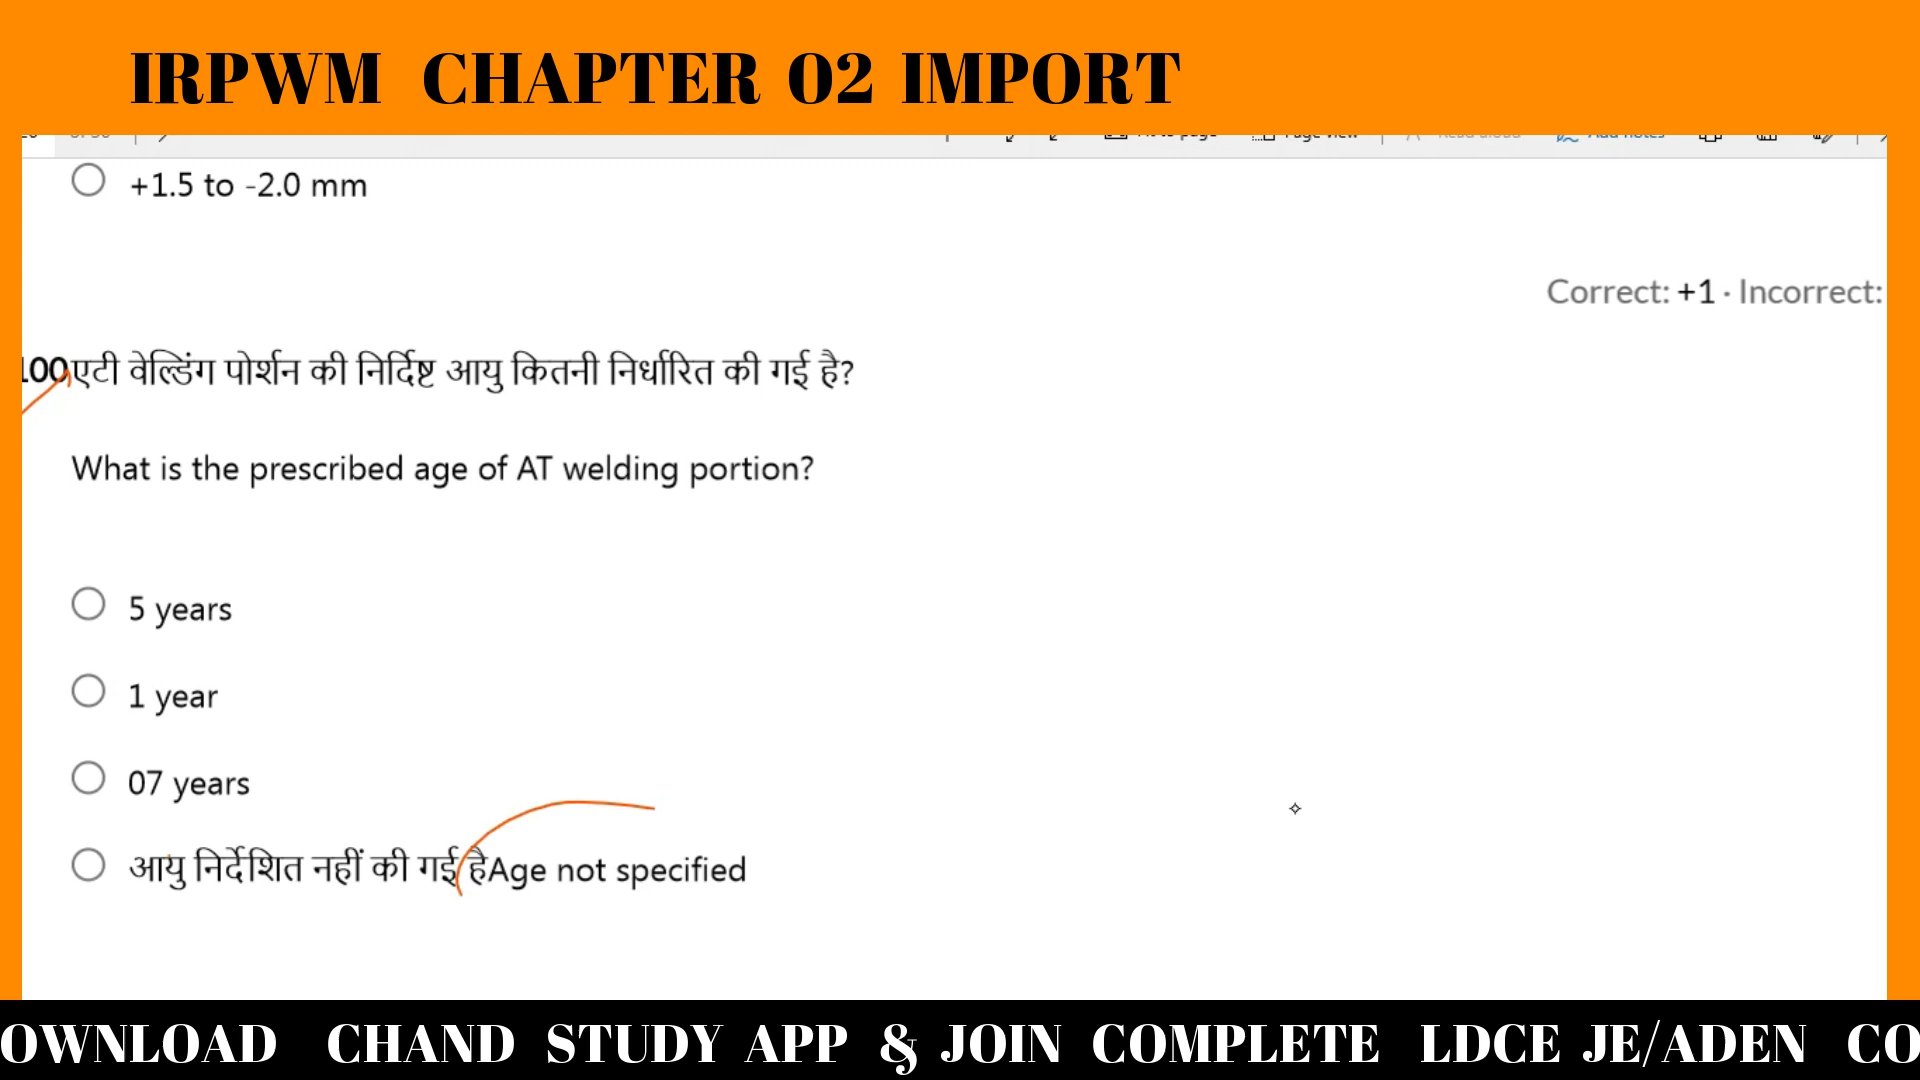 IRPWM CHAPTER 02 IMPORT
+1.5 to -2.0 mm
Correct: +1 · Incorrect:
100 एटी वेल्डिंग पोर्शन की निर्दिष्ट आयु कितनी निर्धारित की गई है?
What is the prescribed age of AT welding portion?
5 years
1 year
07 years
आयु निर्देशित नहीं की गई हैAge not specified
OWNLOAD CHAND STUDY APP & JOIN COMPLETE LDCE JE/ADEN CO